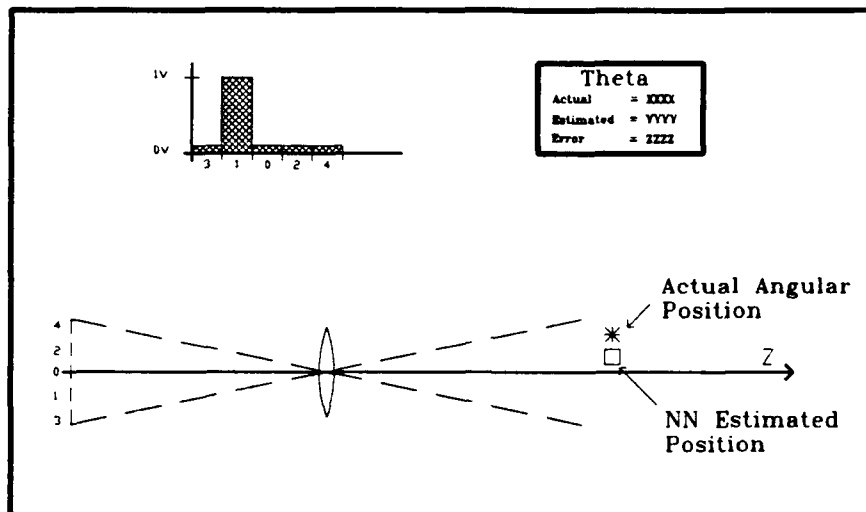 1v
0v
3 1 0 2 4
Theta
Actual = XXXX
Estimated = YYYY
Error = ZZZZ
Actual Angular
Position
4
2
0
1
3
Z
NN Estimated
Position